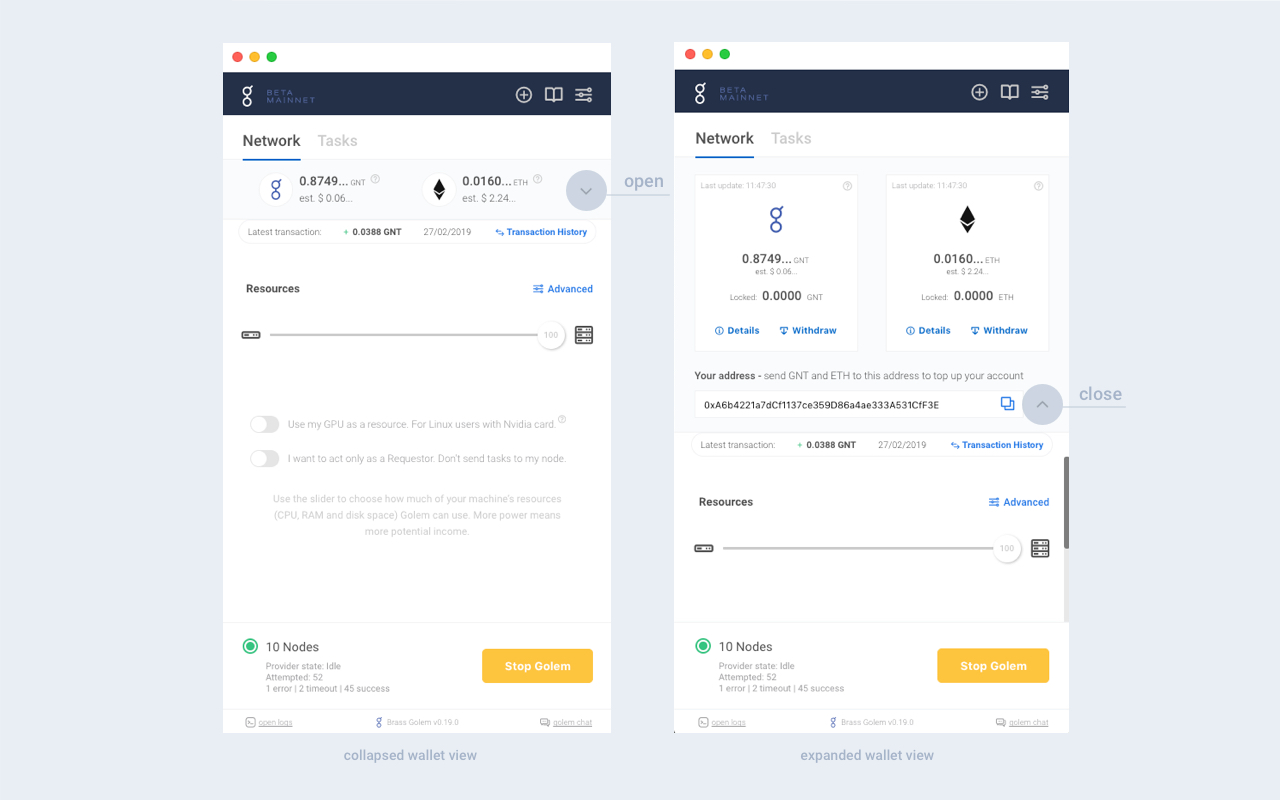 BETA
MAINNET
Network Tasks
0.8749... GNT ?
est. $ 0.06...
0.0160... ETH ?
est. $ 2.24...
open
Latest transaction: + 0.0388 GNT 27/02/2019 Transaction History
Resources Advanced
100
Use my GPU as a resource. For Linux users with Nvidia card. ?
I want to act only as a Requestor. Don't send tasks to my node.
Use the slider to choose how much of your machine's resources
(CPU, RAM and disk space) Golem can use. More power means
more potential income.
10 Nodes
Provider state: Idle
Attempted: 52
1 error | 2 timeout | 45 success
Stop Golem
open logs Brass Golem v0.19.0 golem chat
collapsed wallet view
BETA
MAINNET
Network Tasks
Last update: 11:47:30 ?
0.8749... GNT
est. $ 0.06...
Locked: 0.0000 GNT
Details Withdraw
Last update: 11:47:30 ?
0.0160... ETH
est. $ 2.24...
Locked: 0.0000 ETH
Details Withdraw
Your address - send GNT and ETH to this address to top up your account
0xA6b4221a7dCf1137ce359D86a4ae333A531CfF3E
close
Latest transaction: + 0.0388 GNT 27/02/2019 Transaction History
Resources Advanced
100
10 Nodes
Provider state: Idle
Attempted: 52
1 error | 2 timeout | 45 success
Stop Golem
open logs Brass Golem v0.19.0 golem chat
expanded wallet view